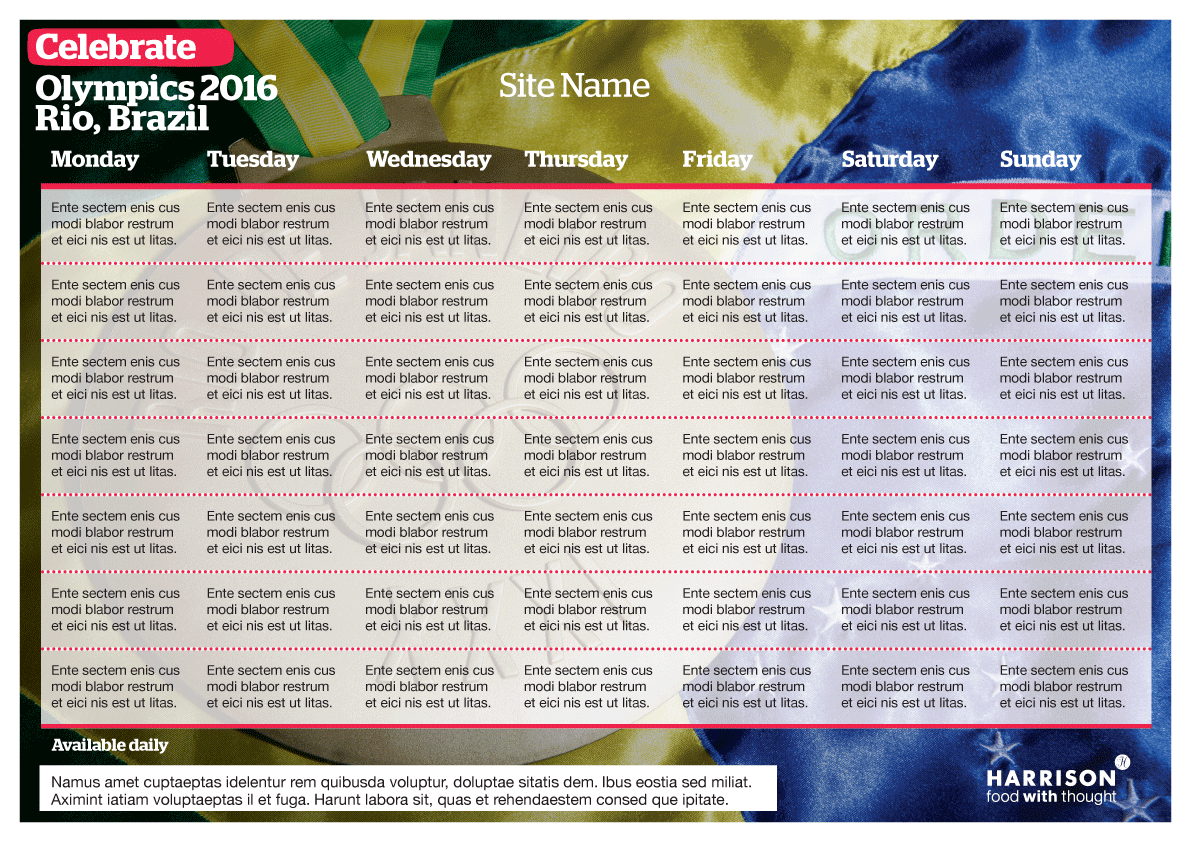 Celebrate
Olympics 2016
Rio, Brazil
Site Name
Monday Tuesday Wednesday Thursday Friday Saturday Sunday
Ente sectem enis cus Ente sectem enis cus Ente sectem enis cus Ente sectem enis cus Ente sectem enis cus Ente sectem enis cus Ente sectem enis cus
modi blabor restrum modi blabor restrum modi blabor restrum modi blabor restrum modi blabor restrum modi blabor restrum modi blabor restrum
et eici nis est ut litas. et eici nis est ut litas. et eici nis est ut litas. et eici nis est ut litas. et eici nis est ut litas. et eici nis est ut litas. et eici nis est ut litas.
Ente sectem enis cus Ente sectem enis cus Ente sectem enis cus Ente sectem enis cus Ente sectem enis cus Ente sectem enis cus Ente sectem enis cus
modi blabor restrum modi blabor restrum modi blabor restrum modi blabor restrum modi blabor restrum modi blabor restrum modi blabor restrum
et eici nis est ut litas. et eici nis est ut litas. et eici nis est ut litas. et eici nis est ut litas. et eici nis est ut litas. et eici nis est ut litas. et eici nis est ut litas.
Ente sectem enis cus Ente sectem enis cus Ente sectem enis cus Ente sectem enis cus Ente sectem enis cus Ente sectem enis cus Ente sectem enis cus
modi blabor restrum modi blabor restrum modi blabor restrum modi blabor restrum modi blabor restrum modi blabor restrum modi blabor restrum
et eici nis est ut litas. et eici nis est ut litas. et eici nis est ut litas. et eici nis est ut litas. et eici nis est ut litas. et eici nis est ut litas. et eici nis est ut litas.
Ente sectem enis cus Ente sectem enis cus Ente sectem enis cus Ente sectem enis cus Ente sectem enis cus Ente sectem enis cus Ente sectem enis cus
modi blabor restrum modi blabor restrum modi blabor restrum modi blabor restrum modi blabor restrum modi blabor restrum modi blabor restrum
et eici nis est ut litas. et eici nis est ut litas. et eici nis est ut litas. et eici nis est ut litas. et eici nis est ut litas. et eici nis est ut litas. et eici nis est ut litas.
Ente sectem enis cus Ente sectem enis cus Ente sectem enis cus Ente sectem enis cus Ente sectem enis cus Ente sectem enis cus Ente sectem enis cus
modi blabor restrum modi blabor restrum modi blabor restrum modi blabor restrum modi blabor restrum modi blabor restrum modi blabor restrum
et eici nis est ut litas. et eici nis est ut litas. et eici nis est ut litas. et eici nis est ut litas. et eici nis est ut litas. et eici nis est ut litas. et eici nis est ut litas.
Ente sectem enis cus Ente sectem enis cus Ente sectem enis cus Ente sectem enis cus Ente sectem enis cus Ente sectem enis cus Ente sectem enis cus
modi blabor restrum modi blabor restrum modi blabor restrum modi blabor restrum modi blabor restrum modi blabor restrum modi blabor restrum
et eici nis est ut litas. et eici nis est ut litas. et eici nis est ut litas. et eici nis est ut litas. et eici nis est ut litas. et eici nis est ut litas. et eici nis est ut litas.
Ente sectem enis cus Ente sectem enis cus Ente sectem enis cus Ente sectem enis cus Ente sectem enis cus Ente sectem enis cus Ente sectem enis cus
modi blabor restrum modi blabor restrum modi blabor restrum modi blabor restrum modi blabor restrum modi blabor restrum modi blabor restrum
et eici nis est ut litas. et eici nis est ut litas. et eici nis est ut litas. et eici nis est ut litas. et eici nis est ut litas. et eici nis est ut litas. et eici nis est ut litas.
Available daily
Namus amet cuptaeptas idelentur rem quibusda voluptur, doluptae sitatis dem. Ibus eostia sed miliat.
Aximint iatiam voluptaeptas il et fuga. Harunt labora sit, quas et rehendaestem consed que ipitate.
H
HARRISON
food with thought